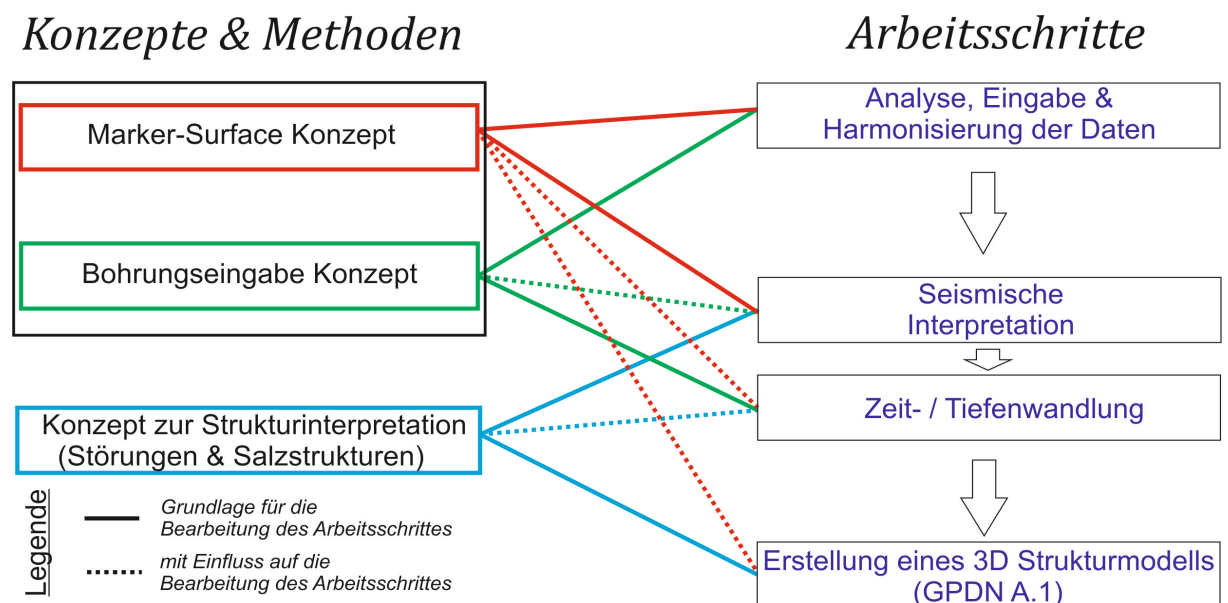 Konzepte & Methoden
Marker-Surface Konzept
Bohrungseingabe Konzept
Konzept zur Strukturinterpretation
(Störungen & Salzstrukturen)
Legende
Grundlage für die
Bearbeitung des Arbeitsschrittes
mit Einfluss auf die
Bearbeitung des Arbeitsschrittes
Arbeitsschritte
Analyse, Eingabe &
Harmonisierung der Daten
Seismische
Interpretation
Zeit- / Tiefenwandlung
Erstellung eines 3D Strukturmodells
(GPDN A.1)